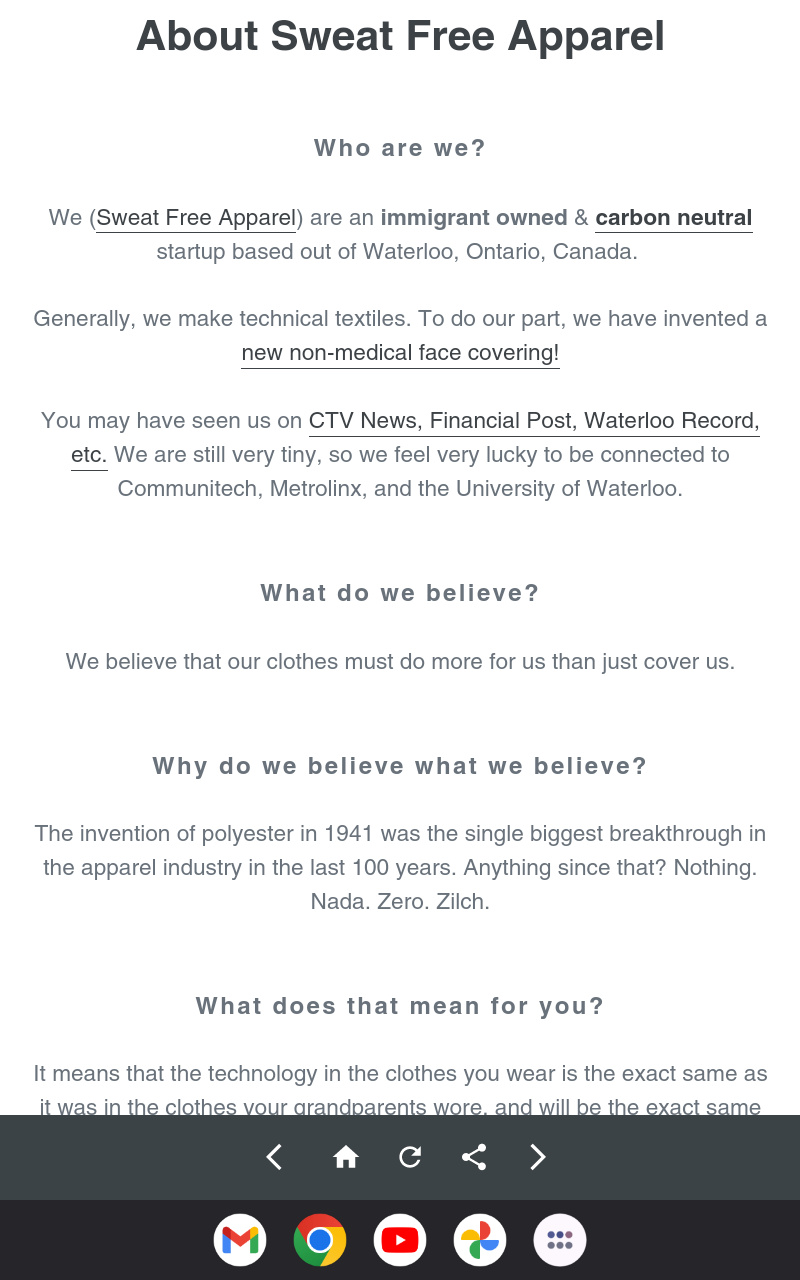 About Sweat Free Apparel
Who are we?
We (Sweat Free Apparel) are an immigrant owned & carbon neutral
startup based out of Waterloo, Ontario, Canada.
Generally, we make technical textiles. To do our part, we have invented a
new non-medical face covering!
You may have seen us on CTV News, Financial Post, Waterloo Record,
etc. We are still very tiny, so we feel very lucky to be connected to
Communitech, Metrolinx, and the University of Waterloo.
What do we believe?
We believe that our clothes must do more for us than just cover us.
Why do we believe what we believe?
The invention of polyester in 1941 was the single biggest breakthrough in
the apparel industry in the last 100 years. Anything since that? Nothing.
Nada. Zero. Zilch.
What does that mean for you?
It means that the technology in the clothes you wear is the exact same as
it was in the clothes your grandparents wore, and will be the exact same